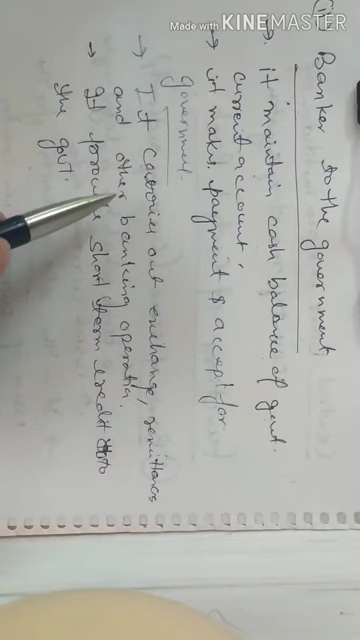 Made with
KINEMASTER
(ii) Banker to the government
→ it maintain cash balance of govt.
current account,
→ it makes payment & accept for
government.
→ It carries out exchange, remittance
and other banking operation.
→ It short term credit to
the govt.